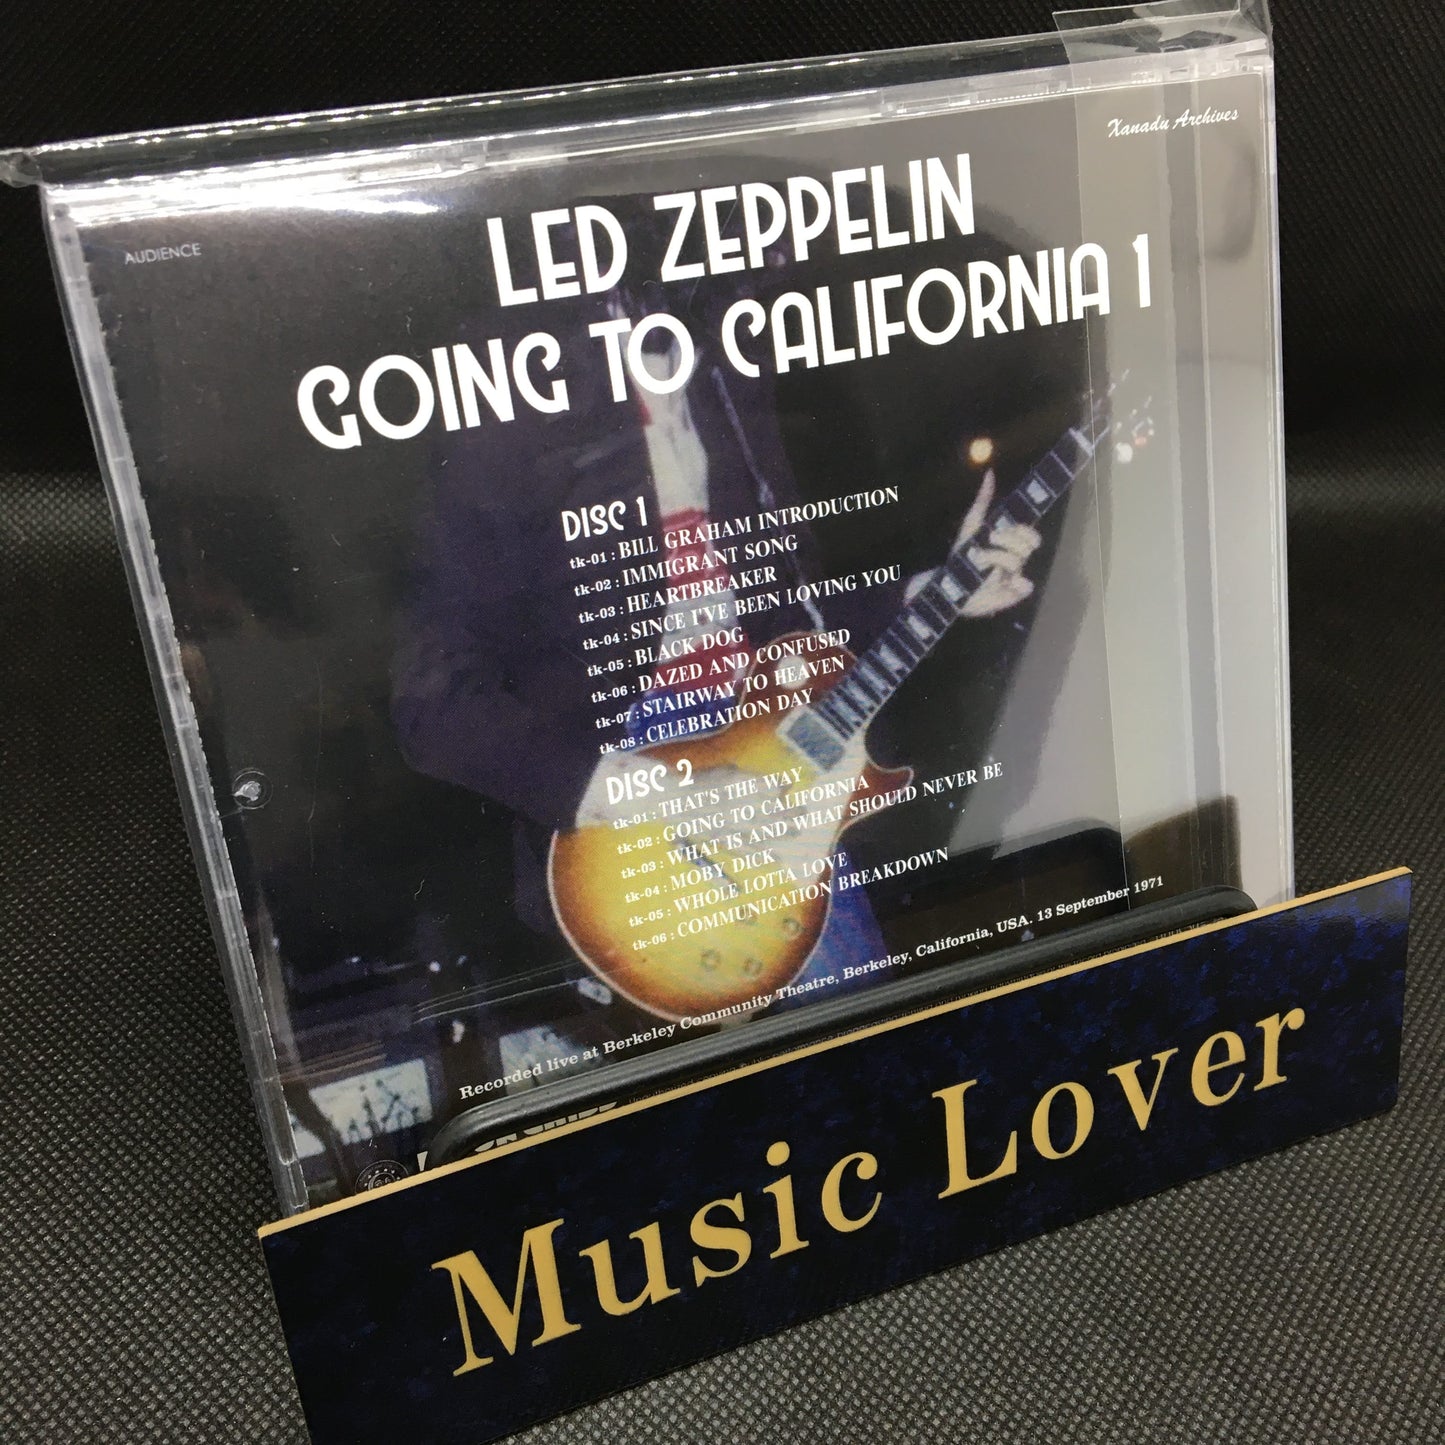 Xanadu Archives
AUDIENCE
LED ZEPPELIN
GOING TO CALIFORNIA 1
DISC 1
tk-01 : BILL GRAHAM INTRODUCTION
tk-02 : IMMIGRANT SONG
tk-03 : HEARTBREAKER
tk-04 : SINCE I'VE BEEN LOVING YOU
tk-05 : BLACK DOG
tk-06 : DAZED AND CONFUSED
tk-07 : STAIRWAY TO HEAVEN
tk-08 : CELEBRATION DAY
DISC 2
tk-01 : THAT'S THE WAY
tk-02 : GOING TO CALIFORNIA
tk-03 : WHAT IS AND WHAT SHOULD NEVER BE
tk-04 : MOBY DICK
tk-05 : WHOLE LOTTA LOVE
tk-06 : COMMUNICATION BREAKDOWN
Recorded live at Berkeley Community Theatre, Berkeley, California, USA. 13 September 1971
Music Lover